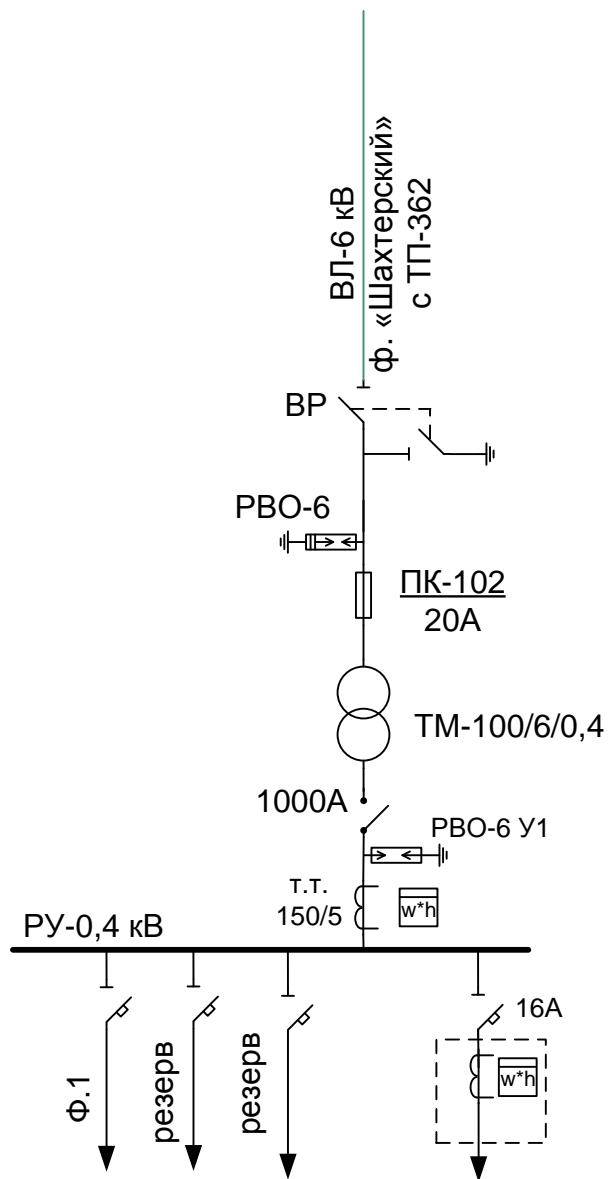 ВЛ-6 кВ
ф. «Шахтерский»
с ТП-362
ВР
РВО-6
ПК-102
20А
ТМ-100/6/0,4
1000А
РВО-6 У1
т.т.
150/5
w*h
РУ-0,4 кВ
16А
w*h
Ф.1
резерв
резерв